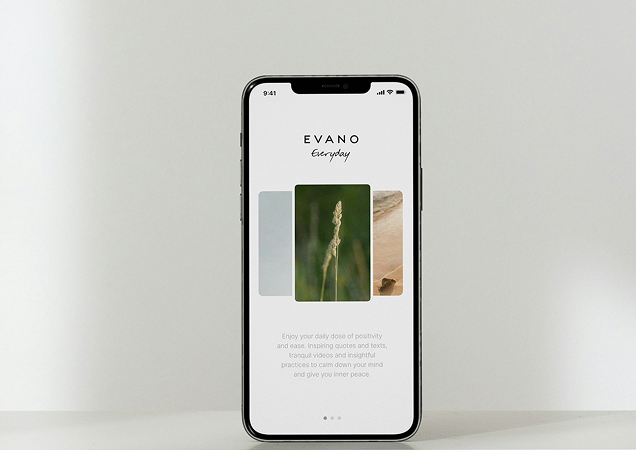 9:41
EVANO
Everyday
Enjoy your daily dose of positivity
and ease. Inspiring quotes and texts,
tranquil videos and insightful
practices to calm down your mind
and give you inner peace